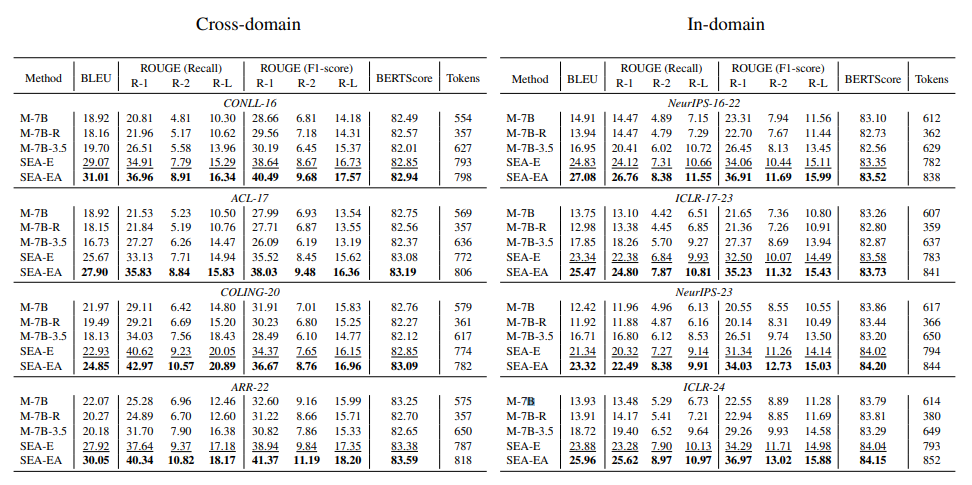 Cross-domain
Method BLEU ROUGE (Recall) ROUGE (F1-score) BERTScore Tokens
R-1 R-2 R-L R-1 R-2 R-L
CONLL-16
M-7B 18.92 20.81 4.81 10.30 28.66 6.81 14.18 82.49 554
M-7B-R 18.16 21.96 5.17 10.62 29.56 7.18 14.31 82.57 357
M-7B-3.5 19.70 26.51 5.58 13.96 30.19 6.45 15.37 82.01 627
SEA-E 29.07 34.91 7.79 15.29 38.64 8.67 16.73 82.85 793
SEA-EA 31.01 36.96 8.91 16.34 40.49 9.68 17.57 82.94 798
ACL-17
M-7B 18.92 21.53 5.23 10.50 27.99 6.93 13.54 82.75 569
M-7B-R 18.15 21.84 5.19 10.76 27.71 6.87 13.55 82.56 357
M-7B-3.5 16.73 27.27 6.26 14.47 26.09 6.19 13.19 82.37 636
SEA-E 25.67 33.13 7.71 14.94 35.52 8.45 15.62 83.08 772
SEA-EA 27.90 35.83 8.84 15.83 38.03 9.48 16.36 83.19 806
COLING-20
M-7B 21.97 29.11 6.42 14.80 31.91 7.01 15.83 82.76 579
M-7B-R 19.49 29.21 6.69 15.20 30.23 6.80 15.25 82.27 361
M-7B-3.5 18.13 34.03 7.56 18.43 28.49 6.10 14.77 82.12 617
SEA-E 22.93 40.62 9.23 20.05 34.37 7.65 16.15 82.85 774
SEA-EA 24.85 42.97 10.57 20.89 36.67 8.76 16.96 83.09 782
ARR-22
M-7B 22.07 25.28 6.96 12.46 32.60 9.16 15.99 83.25 575
M-7B-R 20.27 24.89 6.70 12.60 31.22 8.66 15.71 82.70 357
M-7B-3.5 20.18 31.70 7.90 16.38 30.82 7.86 15.33 82.65 650
SEA-E 27.92 37.64 9.37 17.18 38.94 9.84 17.35 83.38 787
SEA-EA 30.05 40.34 10.82 18.17 41.37 11.19 18.20 83.59 818
In-domain
Method BLEU ROUGE (Recall) ROUGE (F1-score) BERTScore Tokens
R-1 R-2 R-L R-1 R-2 R-L
NeurIPS-16-22
M-7B 14.91 14.47 4.89 7.15 23.31 7.94 11.56 83.10 612
M-7B-R 13.94 14.47 4.79 7.29 22.70 7.67 11.44 82.73 362
M-7B-3.5 16.95 20.41 6.02 10.72 26.45 8.13 13.45 82.56 629
SEA-E 24.83 24.12 7.31 10.66 34.06 10.44 15.11 83.35 782
SEA-EA 27.08 26.76 8.38 11.55 36.91 11.69 15.99 83.52 838
ICLR-17-23
M-7B 13.75 13.10 4.42 6.51 21.65 7.36 10.80 83.26 607
M-7B-R 12.98 13.38 4.45 6.85 21.36 7.26 10.91 82.80 359
M-7B-3.5 17.85 18.26 5.70 9.27 27.37 8.69 13.94 82.87 637
SEA-E 23.34 22.38 6.84 9.93 32.50 10.07 14.49 83.58 783
SEA-EA 25.47 24.80 7.87 10.81 35.23 11.32 15.43 83.73 841
NeurIPS-23
M-7B 12.42 11.96 4.96 6.13 20.55 8.55 10.55 83.86 617
M-7B-R 11.92 11.88 4.87 6.16 20.14 8.31 10.49 83.44 366
M-7B-3.5 16.71 16.80 6.12 8.53 26.51 9.74 13.50 83.20 650
SEA-E 21.34 20.32 7.27 9.14 31.34 11.26 14.14 84.02 794
SEA-EA 23.32 22.49 8.38 9.91 34.03 12.73 15.03 84.20 844
ICLR-24
M-7B 13.93 13.48 5.29 6.73 22.55 8.89 11.28 83.79 614
M-7B-R 13.91 14.17 5.41 7.21 22.94 8.85 11.69 83.81 380
M-7B-3.5 18.72 19.40 6.52 9.64 29.26 9.93 14.58 83.29 649
SEA-E 23.88 23.28 7.90 10.13 34.29 11.71 14.98 84.04 793
SEA-EA 25.96 25.62 8.97 10.97 36.97 13.02 15.88 84.15 852